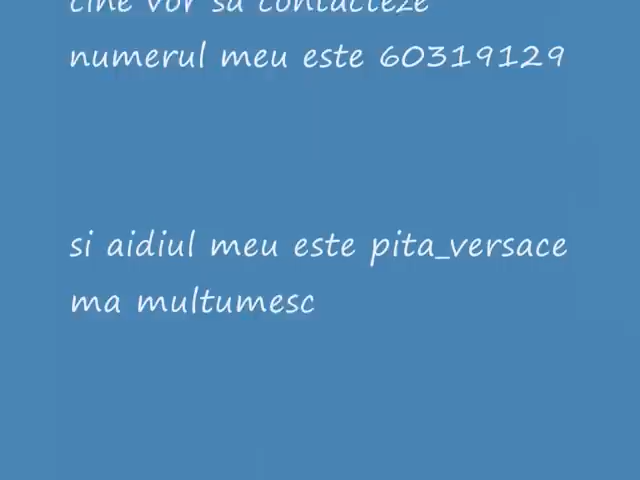 cine vor sa contacteze
numerul meu este 60319129
si aidiul meu este pita_versace
ma multumesc